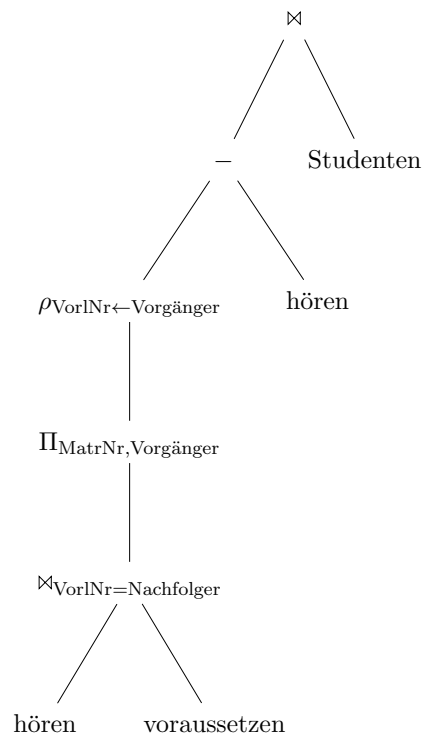 ⋈
− Studenten
ρVorlNr←Vorgänger hören
ΠMatrNr,Vorgänger
⋈VorlNr=Nachfolger
hören voraussetzen